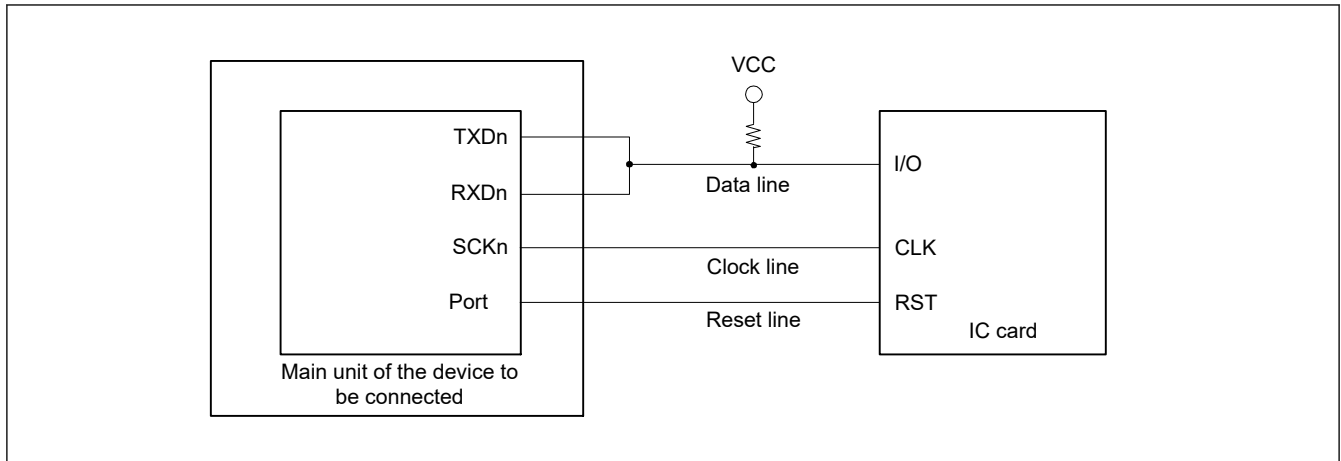 VCC
TXDn
I/O
Data line
RXDn
SCKn
CLK
Clock line
Port
RST
Reset line
IC card
Main unit of the device to
be connected